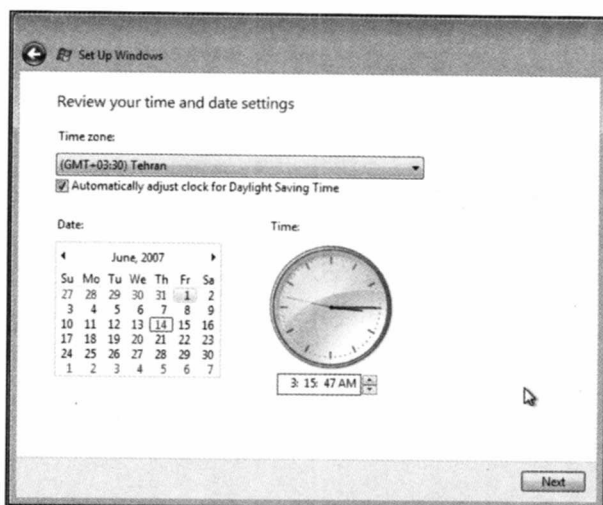 Set Up Windows
Review your time and date settings
Time zone:
(GMT+03:30) Tehran
Automatically adjust clock for Daylight Saving Time
Date:
Time:
June, 2007
Su Mo Tu We Th Fr Sa
27 28 29 30 31 1 2
3 4 5 6 7 8 9
10 11 12 13 14 15 16
17 18 19 20 21 22 23
24 25 26 27 28 29 30
1 2 3 4 5 6 7
3: 15: 47 AM
Next